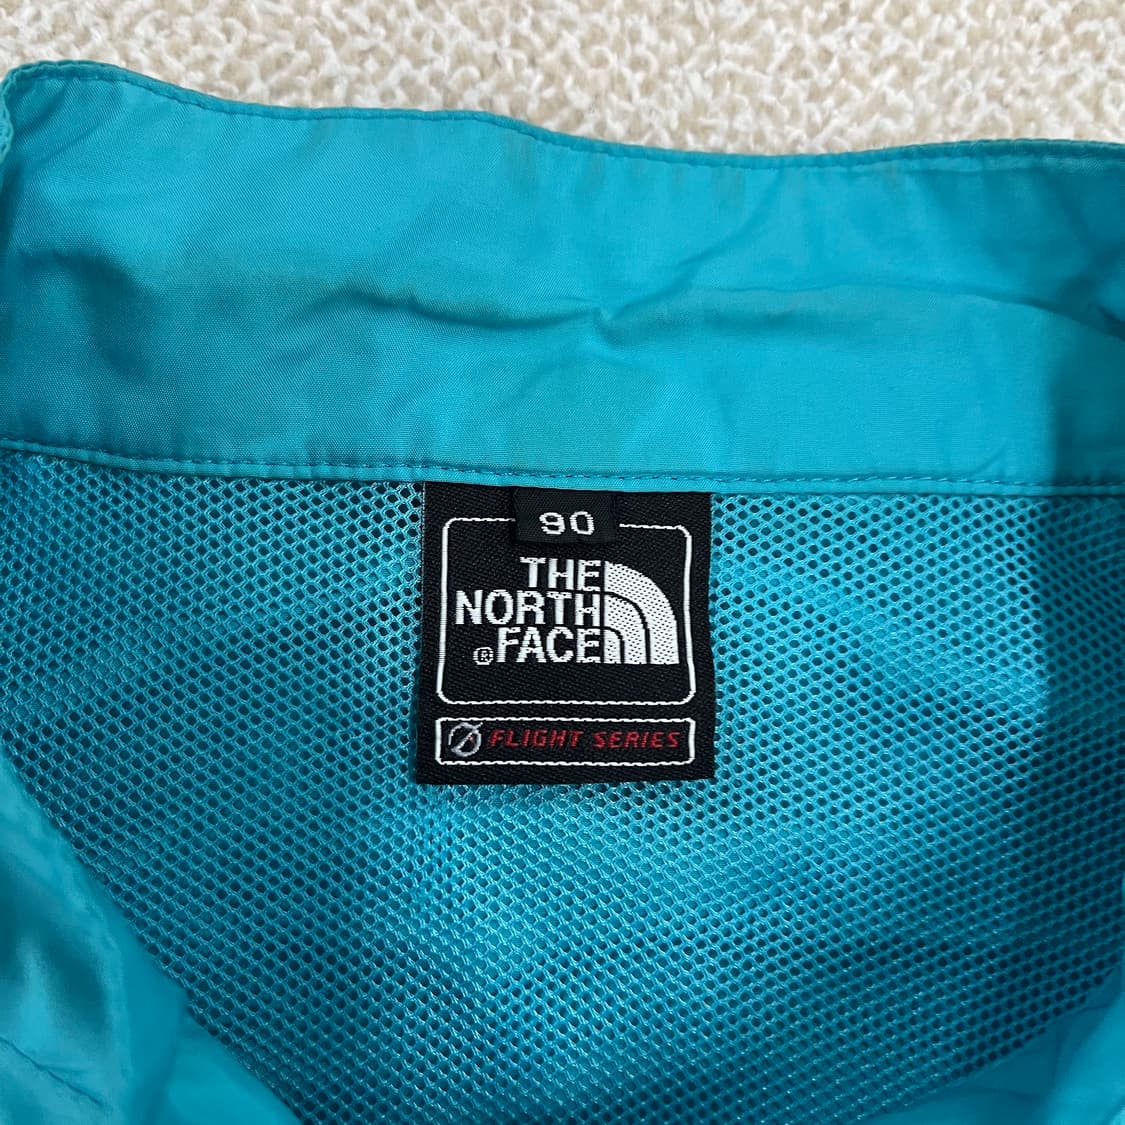 90
THE
NORTH
®FACE
FLIGHT SERIES